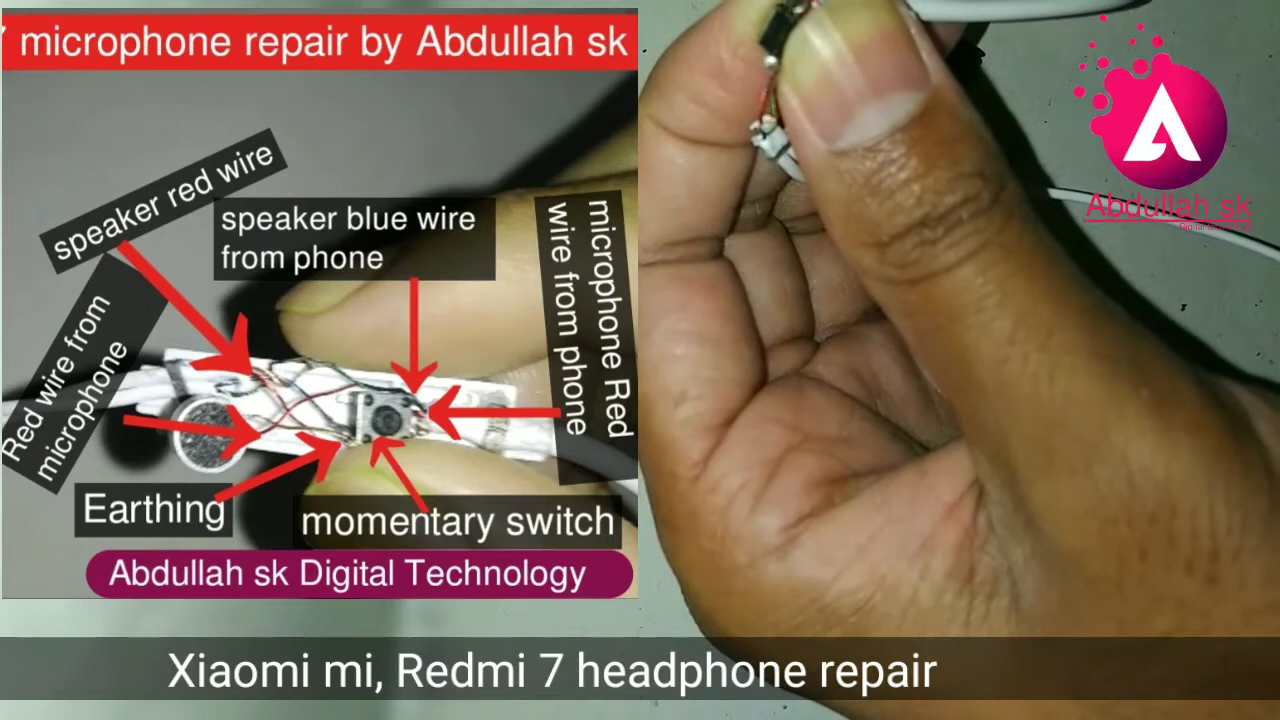 7 microphone repair by Abdullah sk
speaker red wire
speaker blue wire
from phone
microphone Red
wire from phone
Red wire from
microphone
Earthing
momentary switch
Abdullah sk Digital Technology
A
Abdullah sk
Xiaomi mi, Redmi 7 headphone repair